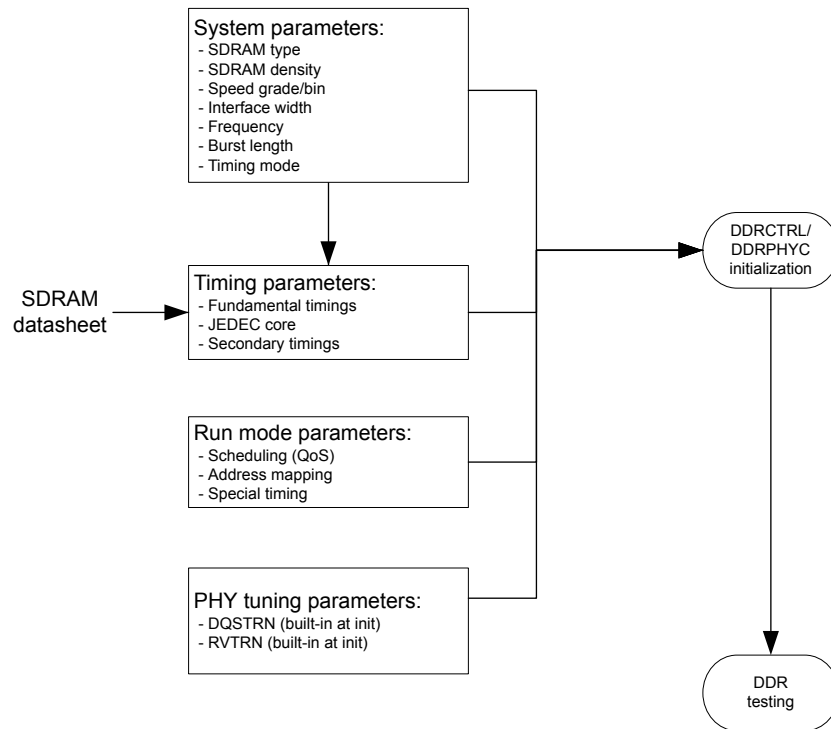 System parameters:
- SDRAM type
- SDRAM density
- Speed grade/bin
- Interface width
- Frequency
- Burst length
- Timing mode
SDRAM
datasheet
Timing parameters:
- Fundamental timings
- JEDEC core
- Secondary timings
Run mode parameters:
- Scheduling (QoS)
- Address mapping
- Special timing
PHY tuning parameters:
- DQSTRN (built-in at init)
- RVTRN (built-in at init)
DDRCTRL/
DDRPHYC
initialization
DDR
testing